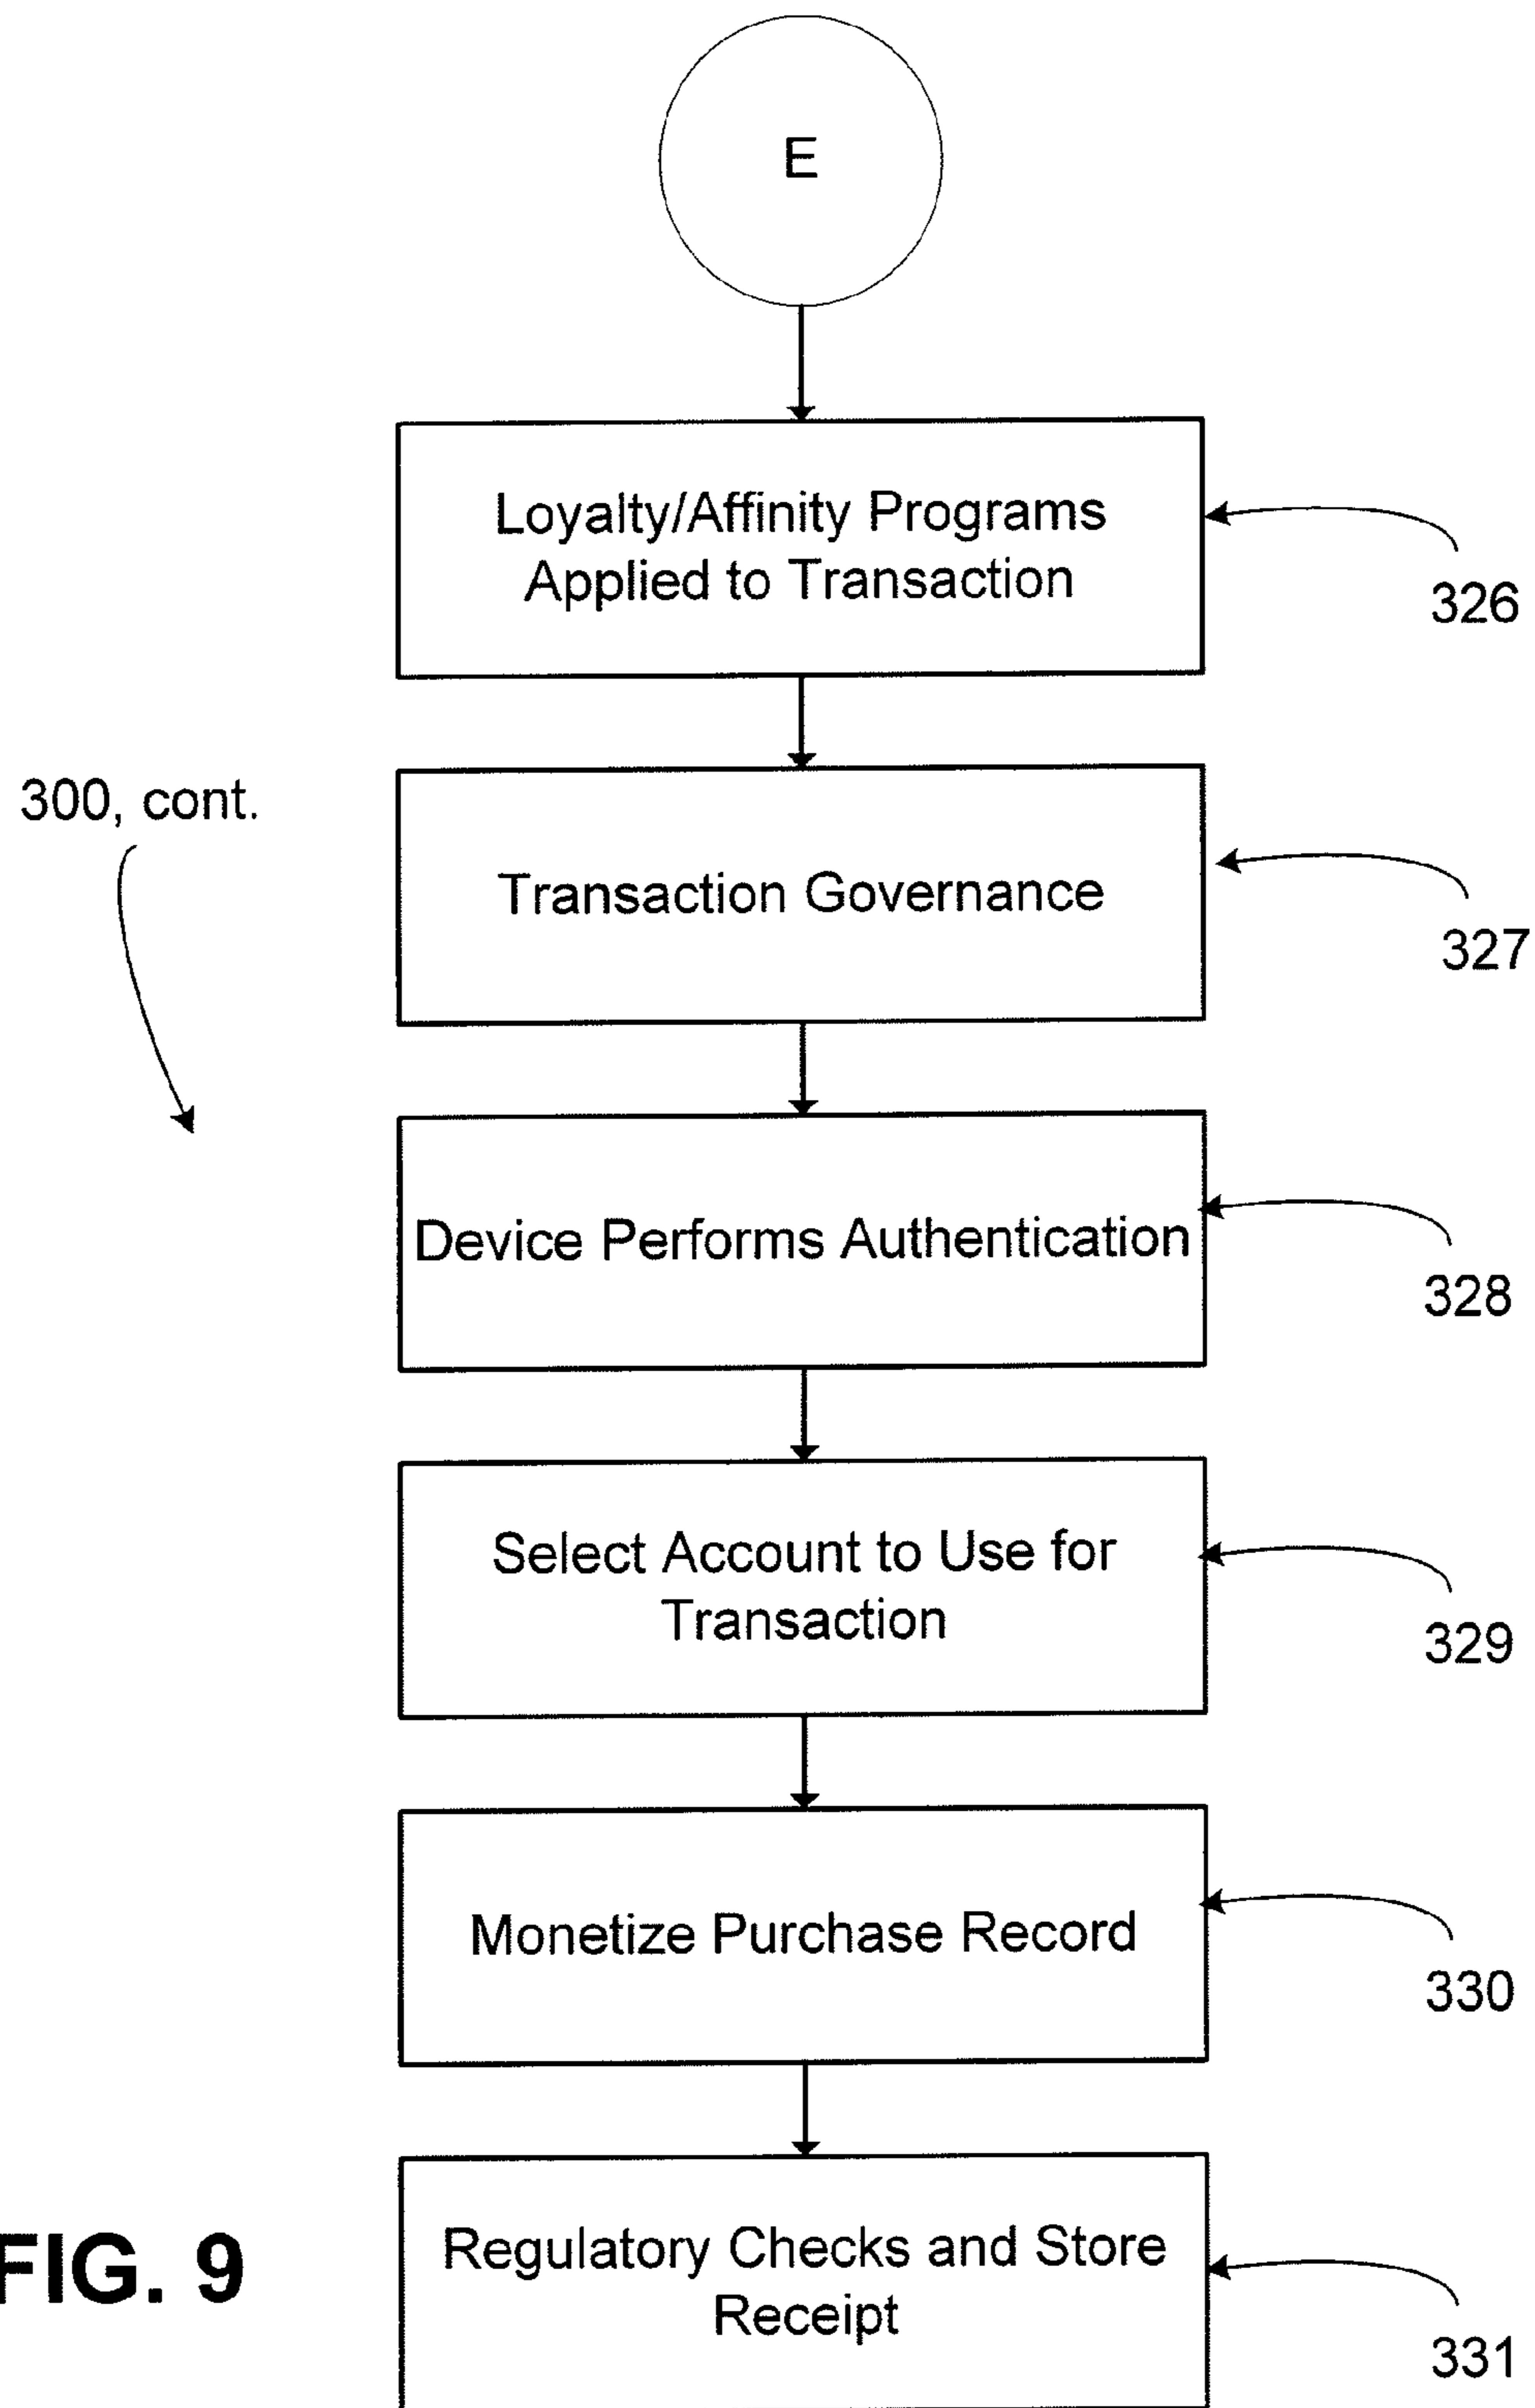 E
Loyalty/Affinity Programs
Applied to Transaction
326
300, cont.
Transaction Governance
327
Device Performs Authentication
328
Select Account to Use for
Transaction
329
Monetize Purchase Record
330
Regulatory Checks and Store
Receipt
331
FIG. 9